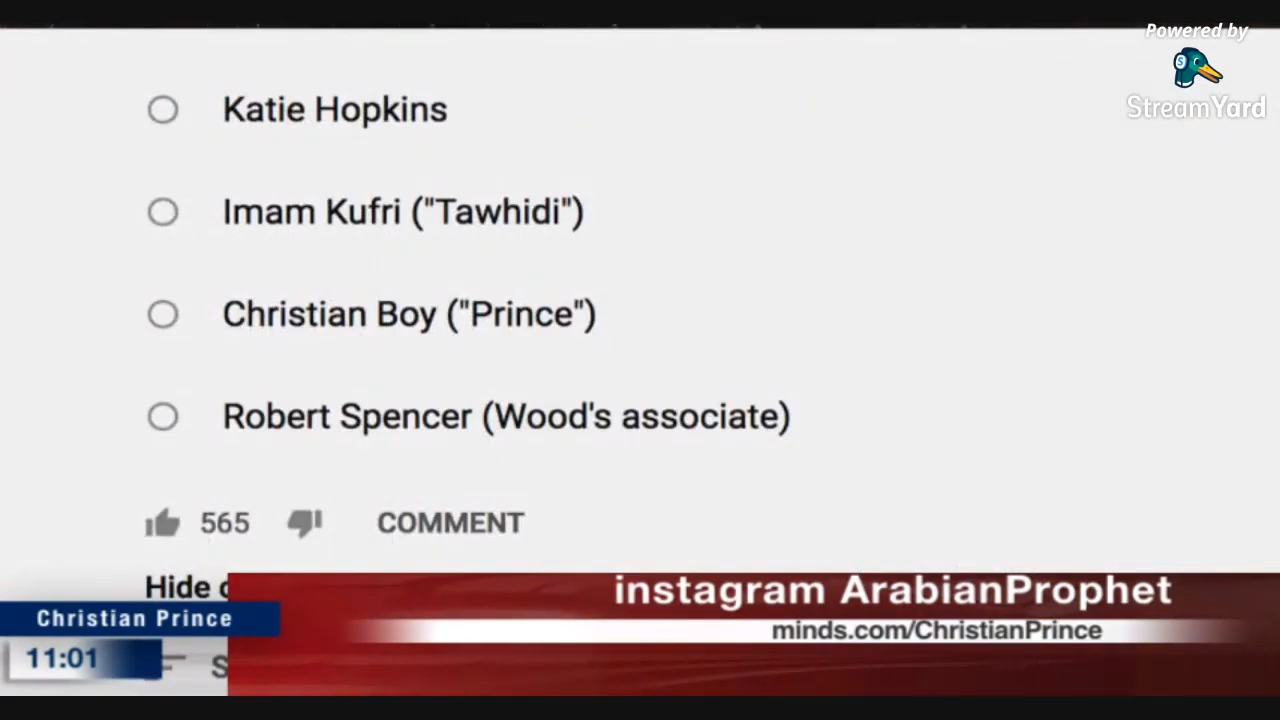 Powered by
StreamYard
Katie Hopkins
Imam Kufri ("Tawhidi")
Christian Boy ("Prince")
Robert Spencer (Wood's associate)
565 COMMENT
Hide
instagram ArabianProphet
Christian Prince
minds.com/ChristianPrince
11:01